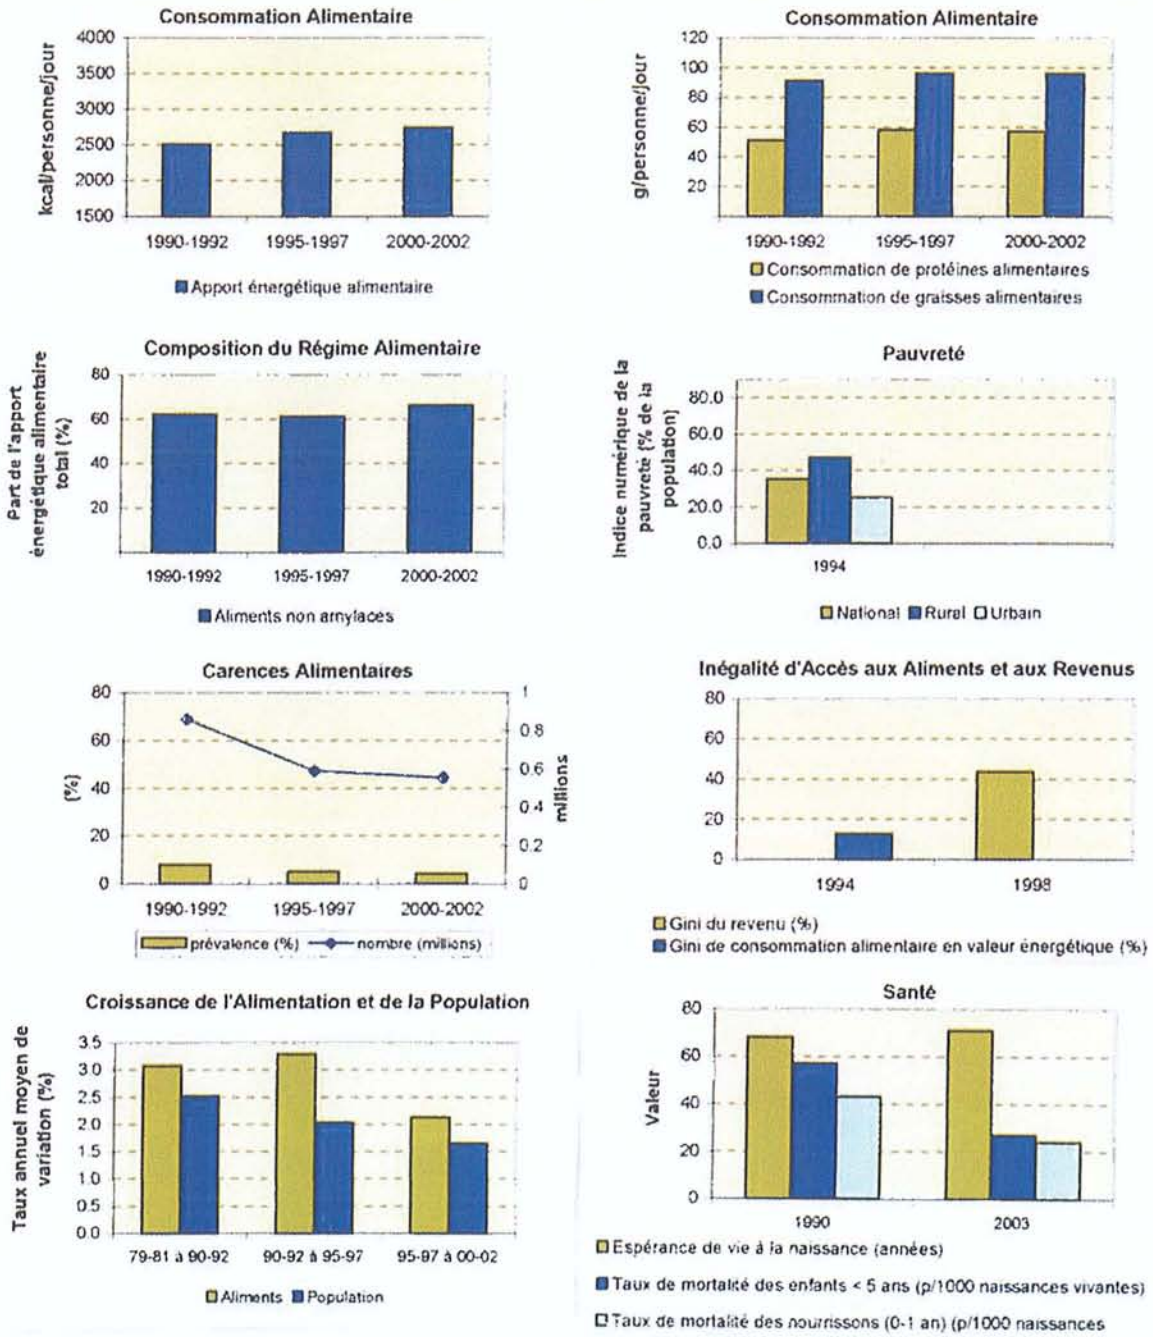 Consommation Alimentaire
kcal/personne/jour
4000
3500
3000
2500
2000
1500
1990-1992 1995-1997 2000-2002
Apport énergétique alimentaire
Consommation Alimentaire
g/personne/jour
120
100
80
60
40
20
1990-1992 1995-1997 2000-2002
Consommation de protéines alimentaires
Consommation de graisses alimentaires
Composition du Régime Alimentaire
Part de l'apport
énergétique alimentaire
total (%)
80
60
40
20
1990-1992 1995-1997 2000-2002
Aliments non amylaces
Pauvreté
Indice numérique de la
pauvreté (% de la
population)
80.0
60.0
40.0
20.0
0.0
1994
National Rural Urbain
Carences Alimentaires
(%)
80
60
40
20
0
1
0.8
0.6
0.4
0.2
0
millions
1990-1992 1995-1997 2000-2002
prévalence (%) nombre (millions)
Inégalité d'Accès aux Aliments et aux Revenus
80
60
40
20
0
1994 1998
Gini du revenu (%)
Gini de consommation alimentaire en valeur énergétique (%)
Croissance de l'Alimentation et de la Population
Taux annuel moyen de
variation (%)
3.5
3.0
2.5
2.0
1.5
1.0
0.5
0.0
79-81 à 90-92 90-92 à 95-97 95-97 à 00-02
Aliments Population
Santé
Valeur
80
60
40
20
0
1990 2003
Espérance de vie à la naissance (années)
Taux de mortalité des enfants < 5 ans (p/1000 naissances vivantes)
Taux de mortalité des nourrissons (0-1 an) (p/1000 naissances